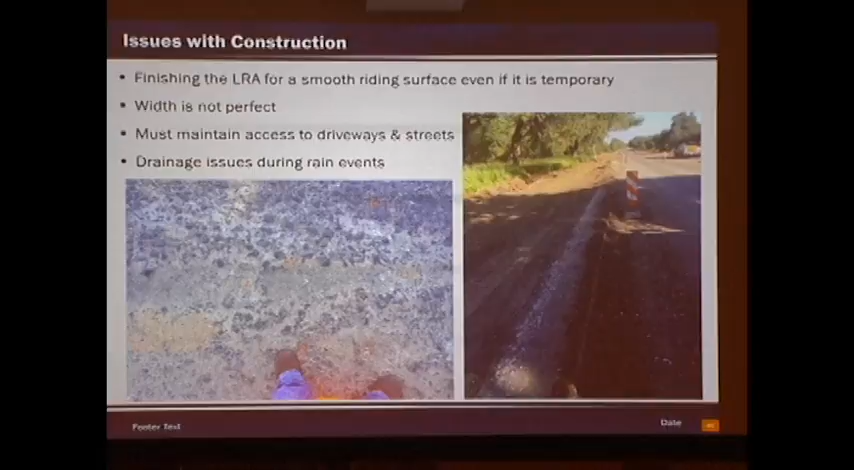 Issues with Construction
• Finishing the LRA for a smooth riding surface even if it is temporary
• Width is not perfect
• Must maintain access to driveways & streets
• Drainage issues during rain events
Footer Text
Date